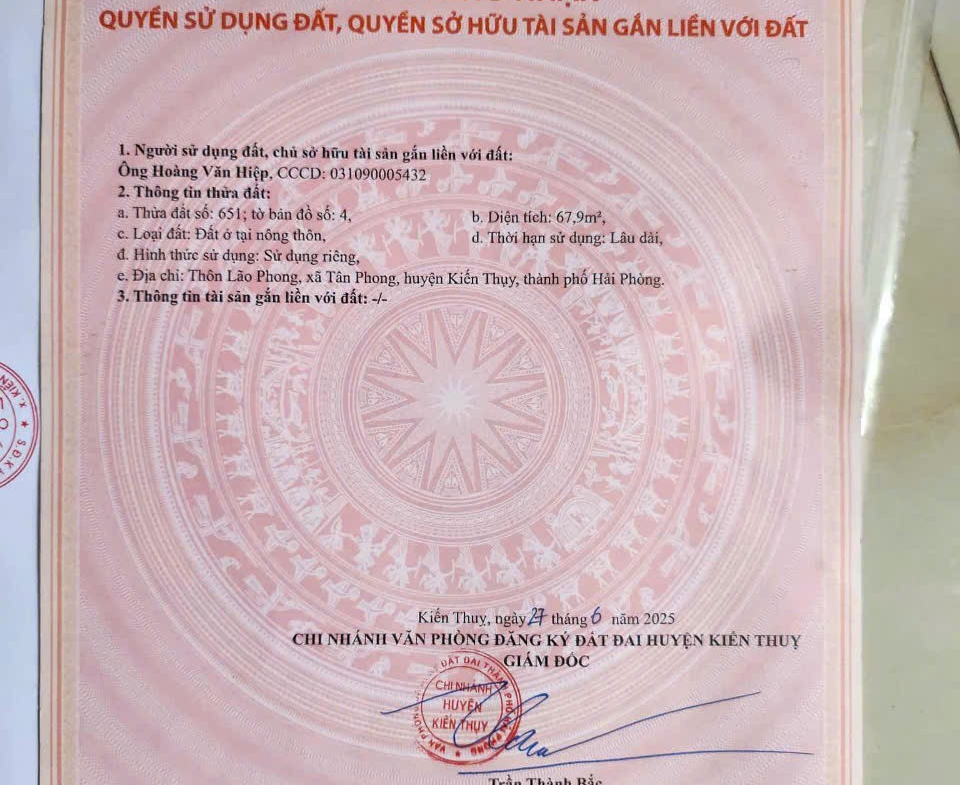 QUYỀN SỬ DỤNG ĐẤT, QUYỀN SỞ HỮU TÀI SẢN GẮN LIỀN VỚI ĐẤT
1. Người sử dụng đất, chủ sở hữu tài sản gắn liền với đất:
Ông Hoàng Văn Hiệp, CCCD: 031090005432
2. Thông tin thửa đất:
a. Thửa đất số: 651; tờ bản đồ số: 4,
b. Diện tích: 67,9m²,
c. Loại đất: Đất ở tại nông thôn,
d. Thời hạn sử dụng: Lâu dài,
đ. Hình thức sử dụng: Sử dụng riêng,
e. Địa chỉ: Thôn Lão Phong, xã Tân Phong, huyện Kiến Thụy, thành phố Hải Phòng.
3. Thông tin tài sản gắn liền với đất: -/-
Kiến Thụy, ngày 27 tháng 6 năm 2025
CHI NHÁNH VĂN PHÒNG ĐĂNG KÝ ĐẤT ĐAI HUYỆN KIẾN THỤY
GIÁM ĐỐC
CHI NHÁNH
HUYỆN
KIẾN THỤY
Trần Thành Bắc